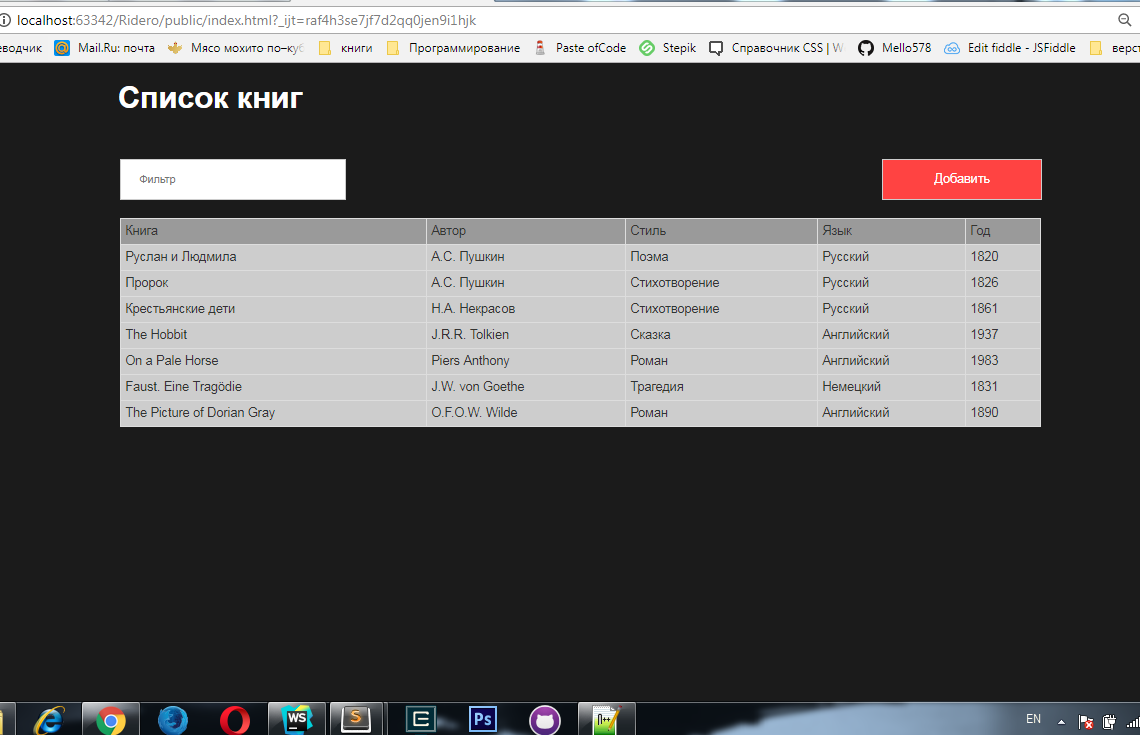 localhost:63342/Ridero/public/index.html?_ijt=raf4h3se7jf7d2qq0jen9i1hjk
еводчик Mail.Ru: почта Мясо мохито по–куб книги Программирование Paste ofCode Stepik Справочник CSS | W Mello578 Edit fiddle - JSFiddle верст
Список книг
Фильтр Добавить
Книга Автор Стиль Язык Год
Руслан и Людмила А.С. Пушкин Поэма Русский 1820
Пророк А.С. Пушкин Стихотворение Русский 1826
Крестьянские дети Н.А. Некрасов Стихотворение Русский 1861
The Hobbit J.R.R. Tolkien Сказка Английский 1937
On a Pale Horse Piers Anthony Роман Английский 1983
Faust. Eine Tragödie J.W. von Goethe Трагедия Немецкий 1831
The Picture of Dorian Gray O.F.O.W. Wilde Роман Английский 1890
WS S E Ps n++ EN